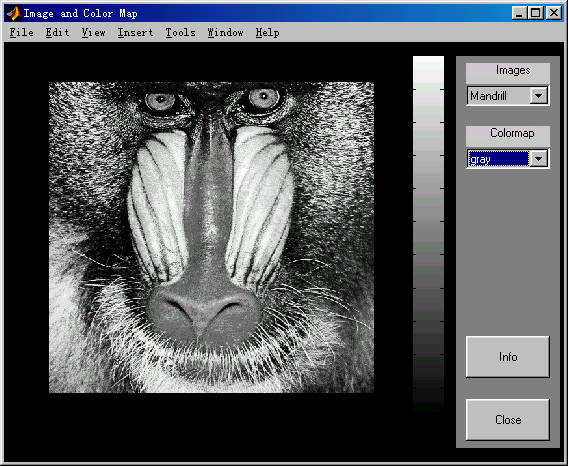 Image and Color Map
File Edit View Insert Tools Window Help
Images
Mandrill
Colormap
gray
Info
Close